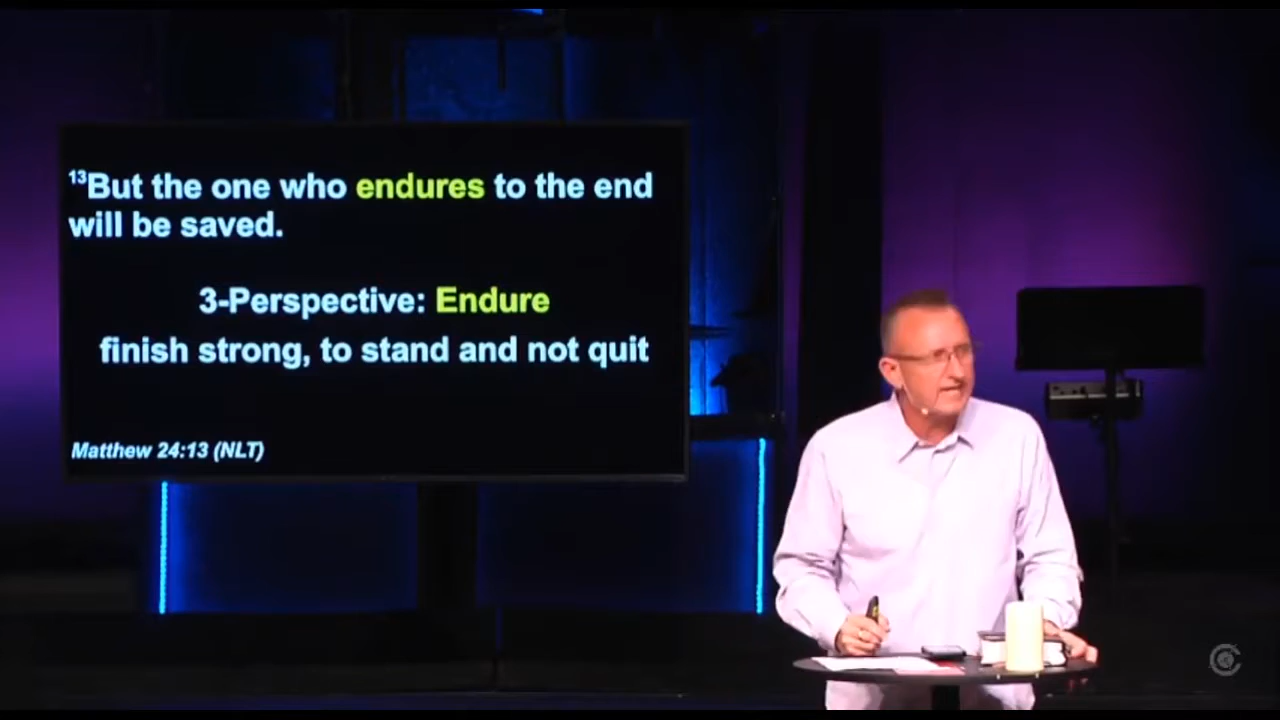 13But the one who endures to the end
will be saved.
3-Perspective: Endure
finish strong, to stand and not quit
Matthew 24:13 (NLT)